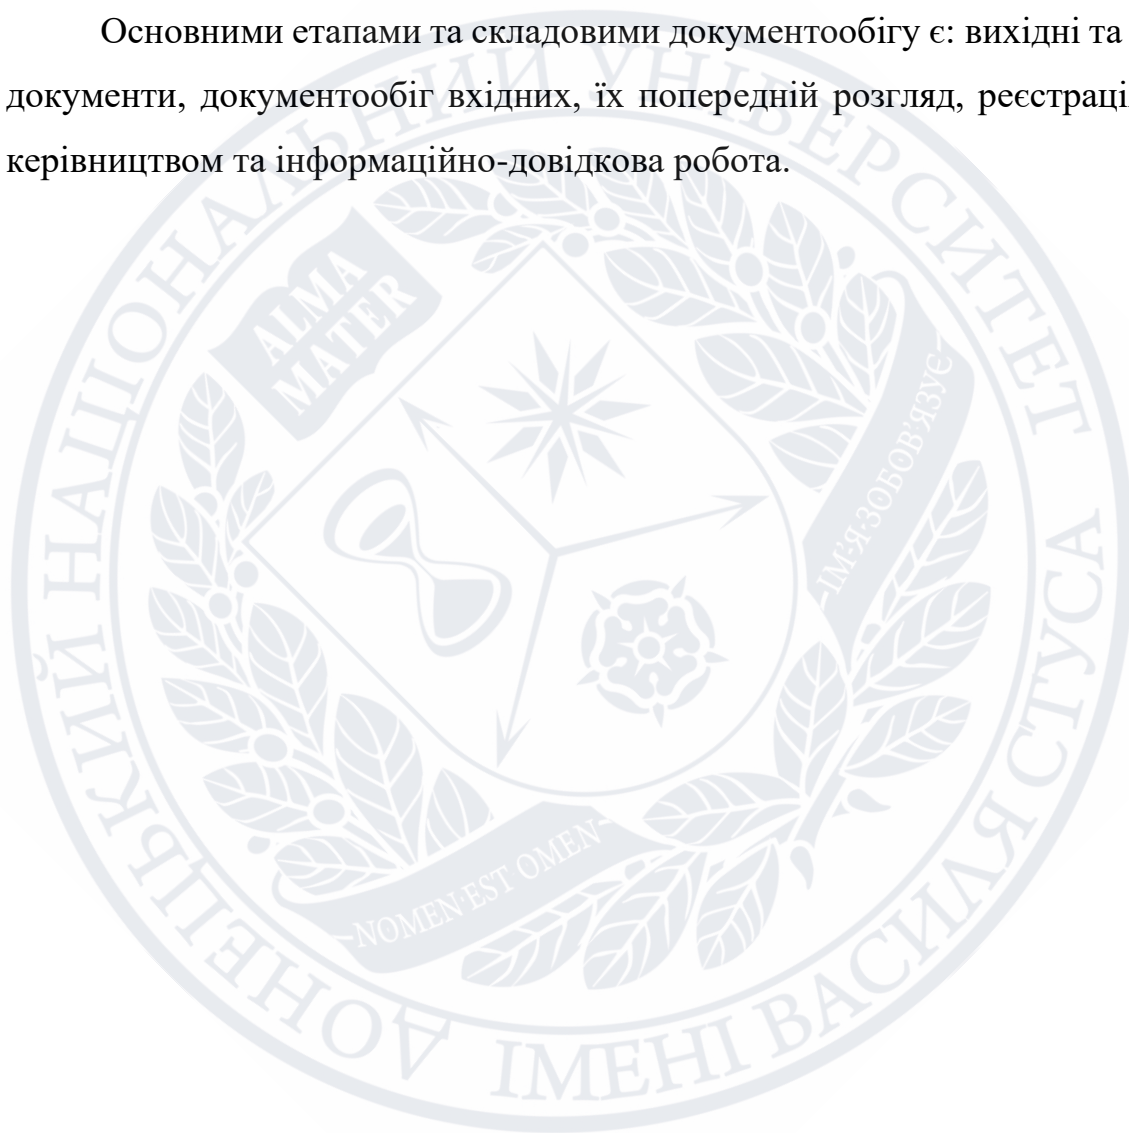 Основними етапами та складовими документообігу є: вихідні та
документи, документообіг вхідних, їх попередній розгляд, реєстраці
керівництвом та інформаційно-довідкова робота.
ДОНЕЦЬКИЙ НАЦІОНАЛЬНИЙ УНІВЕРСИТЕТ
ІМЕНІ ВАСИЛЯ СТУСА
ALMA
MATER
ІМ'Я·ЗОБОВ'ЯЗУЄ
NOMEN·EST OMEN